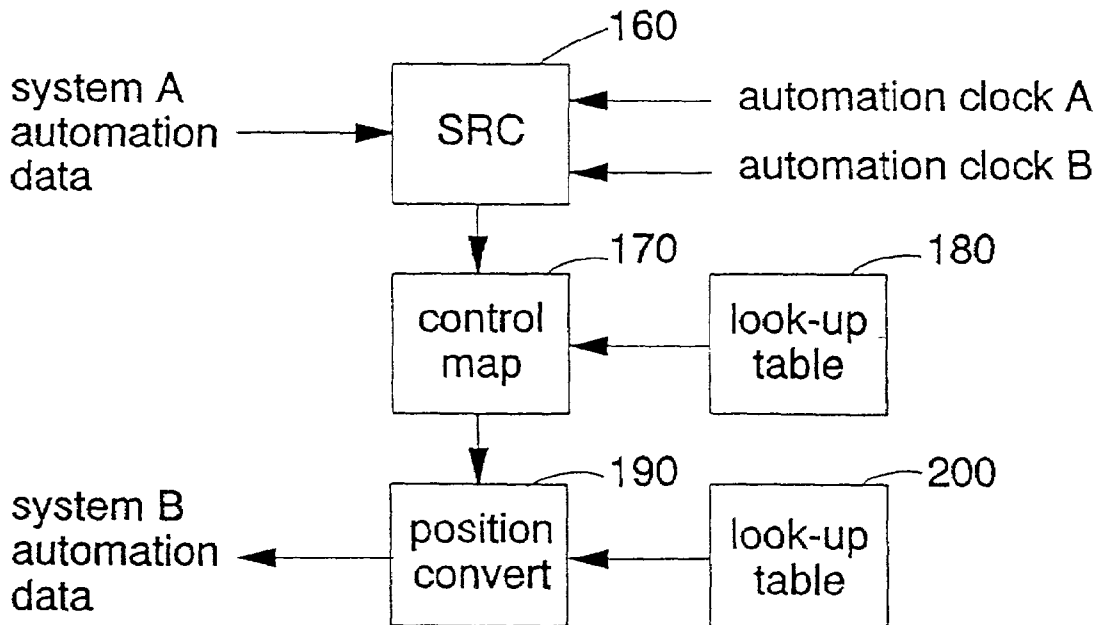 160
system A
automation
data
SRC
automation clock A
automation clock B
170
180
control
map
look-up
table
190
200
system B
automation
data
position
convert
look-up
table